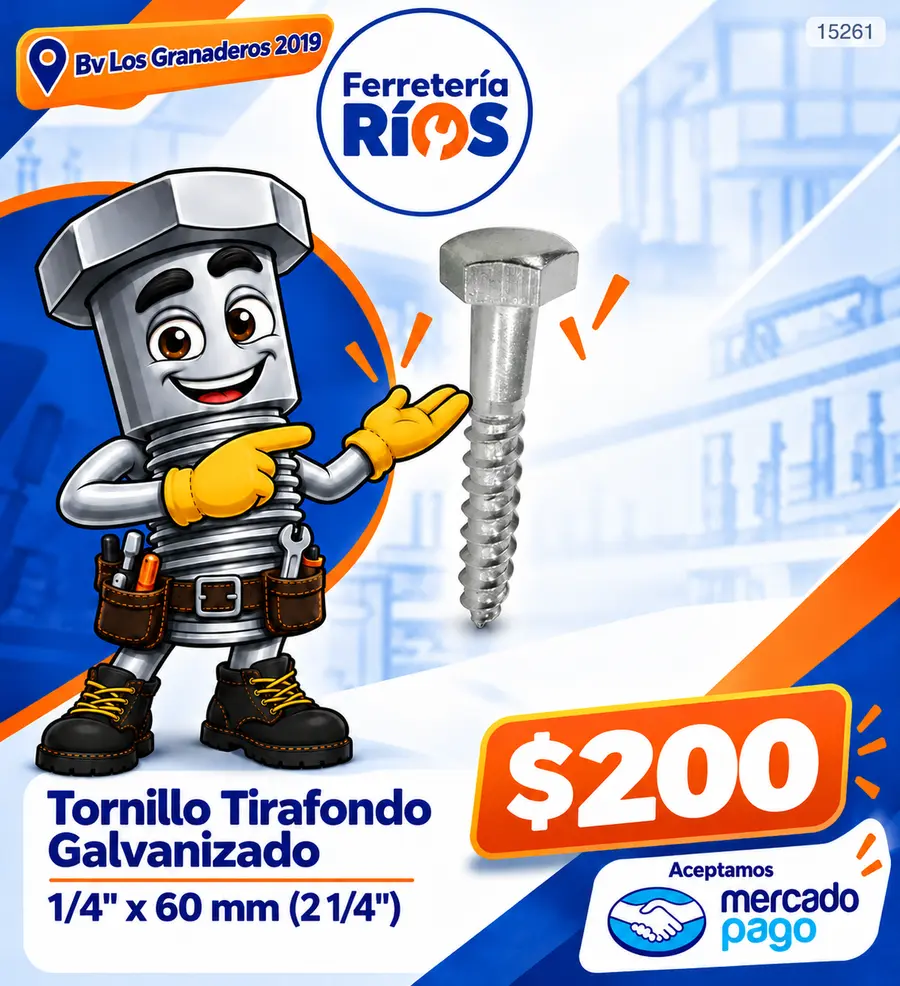 Bv Los Granaderos 2019
Ferretería
Ríos
15261
$200
Tornillo Tirafondo
Galvanizado
1/4" x 60 mm (2 1/4")
Aceptamos
mercado
pago